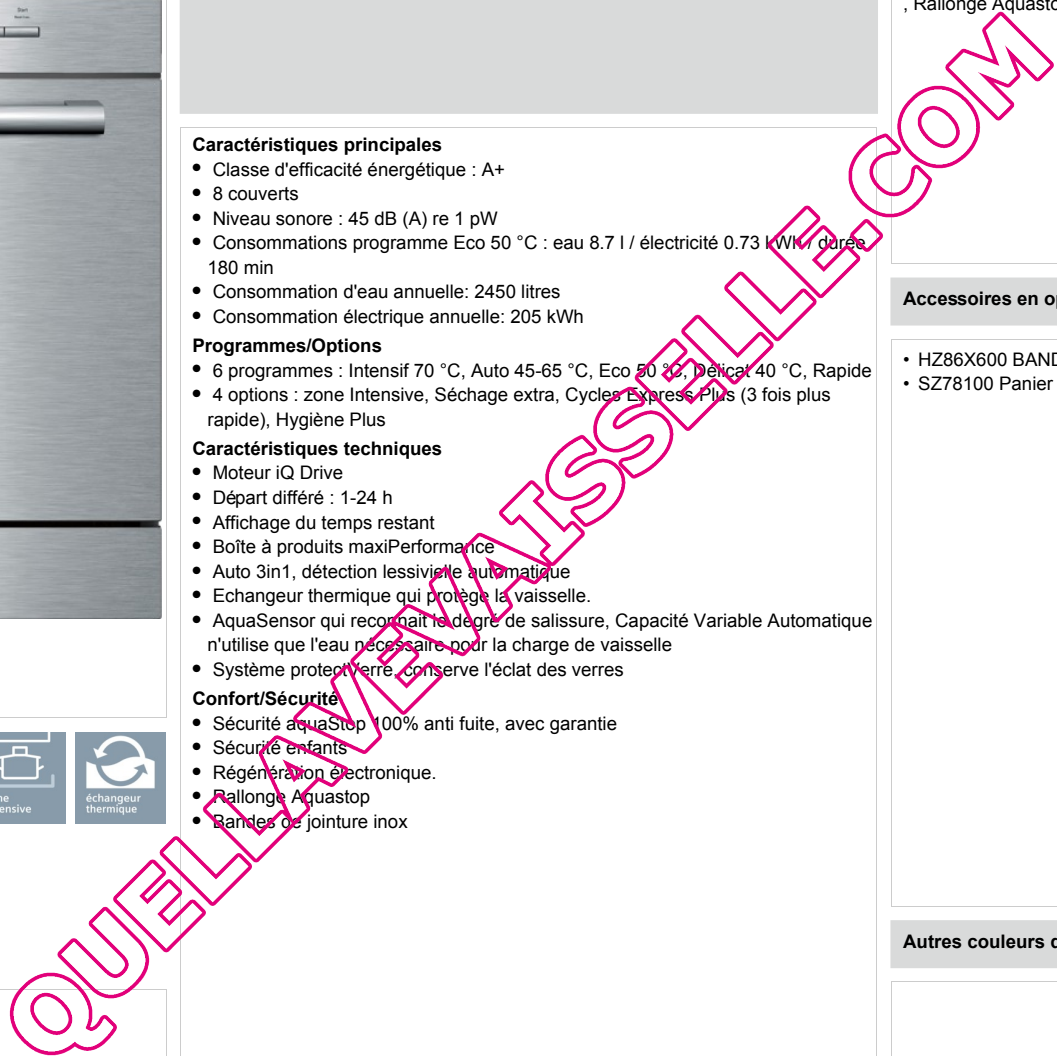 Start
, Rallonge Aquasto
Caractéristiques principales
• Classe d'efficacité énergétique : A+
• 8 couverts
• Niveau sonore : 45 dB (A) re 1 pW
• Consommations programme Eco 50 °C : eau 8.7 l / électricité 0.73 kWh / durée
180 min
• Consommation d'eau annuelle: 2450 litres
• Consommation électrique annuelle: 205 kWh
Programmes/Options
• 6 programmes : Intensif 70 °C, Auto 45-65 °C, Eco 50 °C, Délicat 40 °C, Rapide
• 4 options : zone Intensive, Séchage extra, Cycles Express Plus (3 fois plus
rapide), Hygiène Plus
Caractéristiques techniques
• Moteur iQ Drive
• Départ différé : 1-24 h
• Affichage du temps restant
• Boîte à produits maxiPerformance
• Auto 3in1, détection lessivielle automatique
• Echangeur thermique qui protège la vaisselle.
• AquaSensor qui reconnait le degré de salissure, Capacité Variable Automatique
n'utilise que l'eau nécessaire pour la charge de vaisselle
• Système protectVerre, conserve l'éclat des verres
Confort/Sécurité
• Sécurité aquaStop 100% anti fuite, avec garantie
• Sécurité enfants
• Régénération électronique.
• Rallonge Aquastop
• Bandes de jointure inox
ne
ensive
échangeur
thermique
Accessoires en op
• HZ86X600 BAND
• SZ78100 Panier
Autres couleurs d
QUELLAVEVAISSELLE.COM